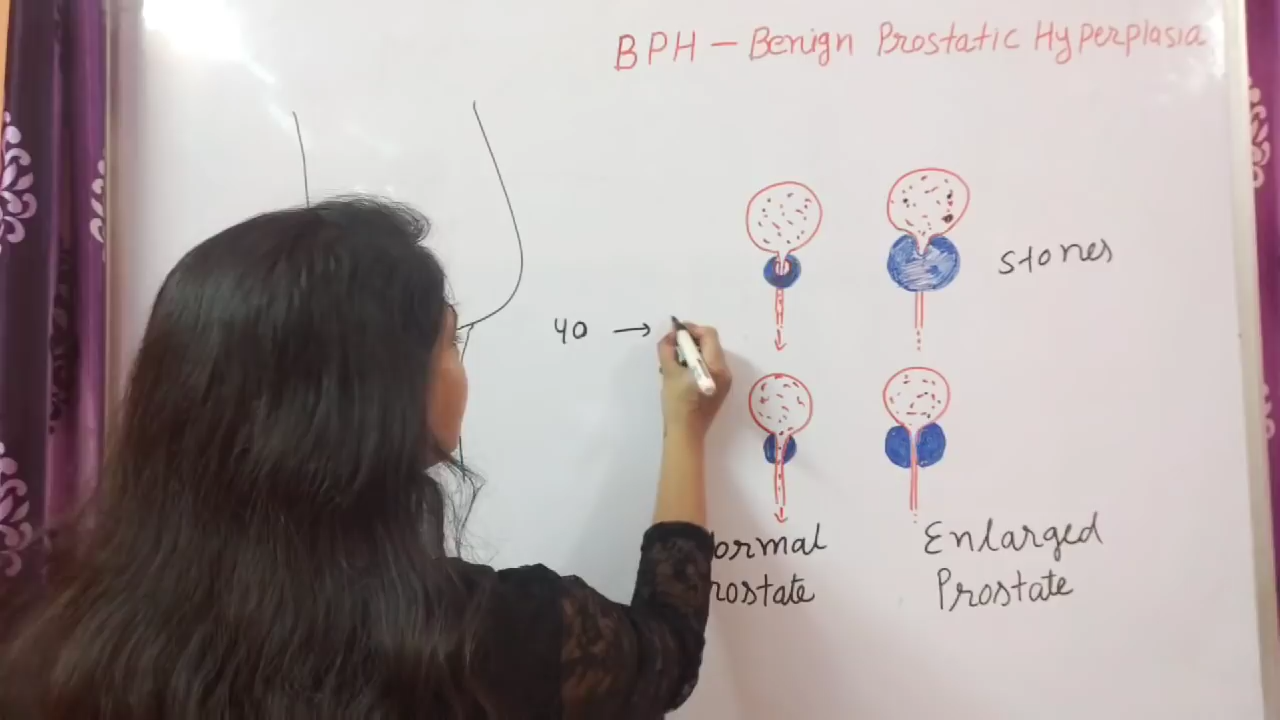 BPH – Benign Prostatic Hyperplasia
stones
40 →
ormal
rostate
Enlarged
Prostate